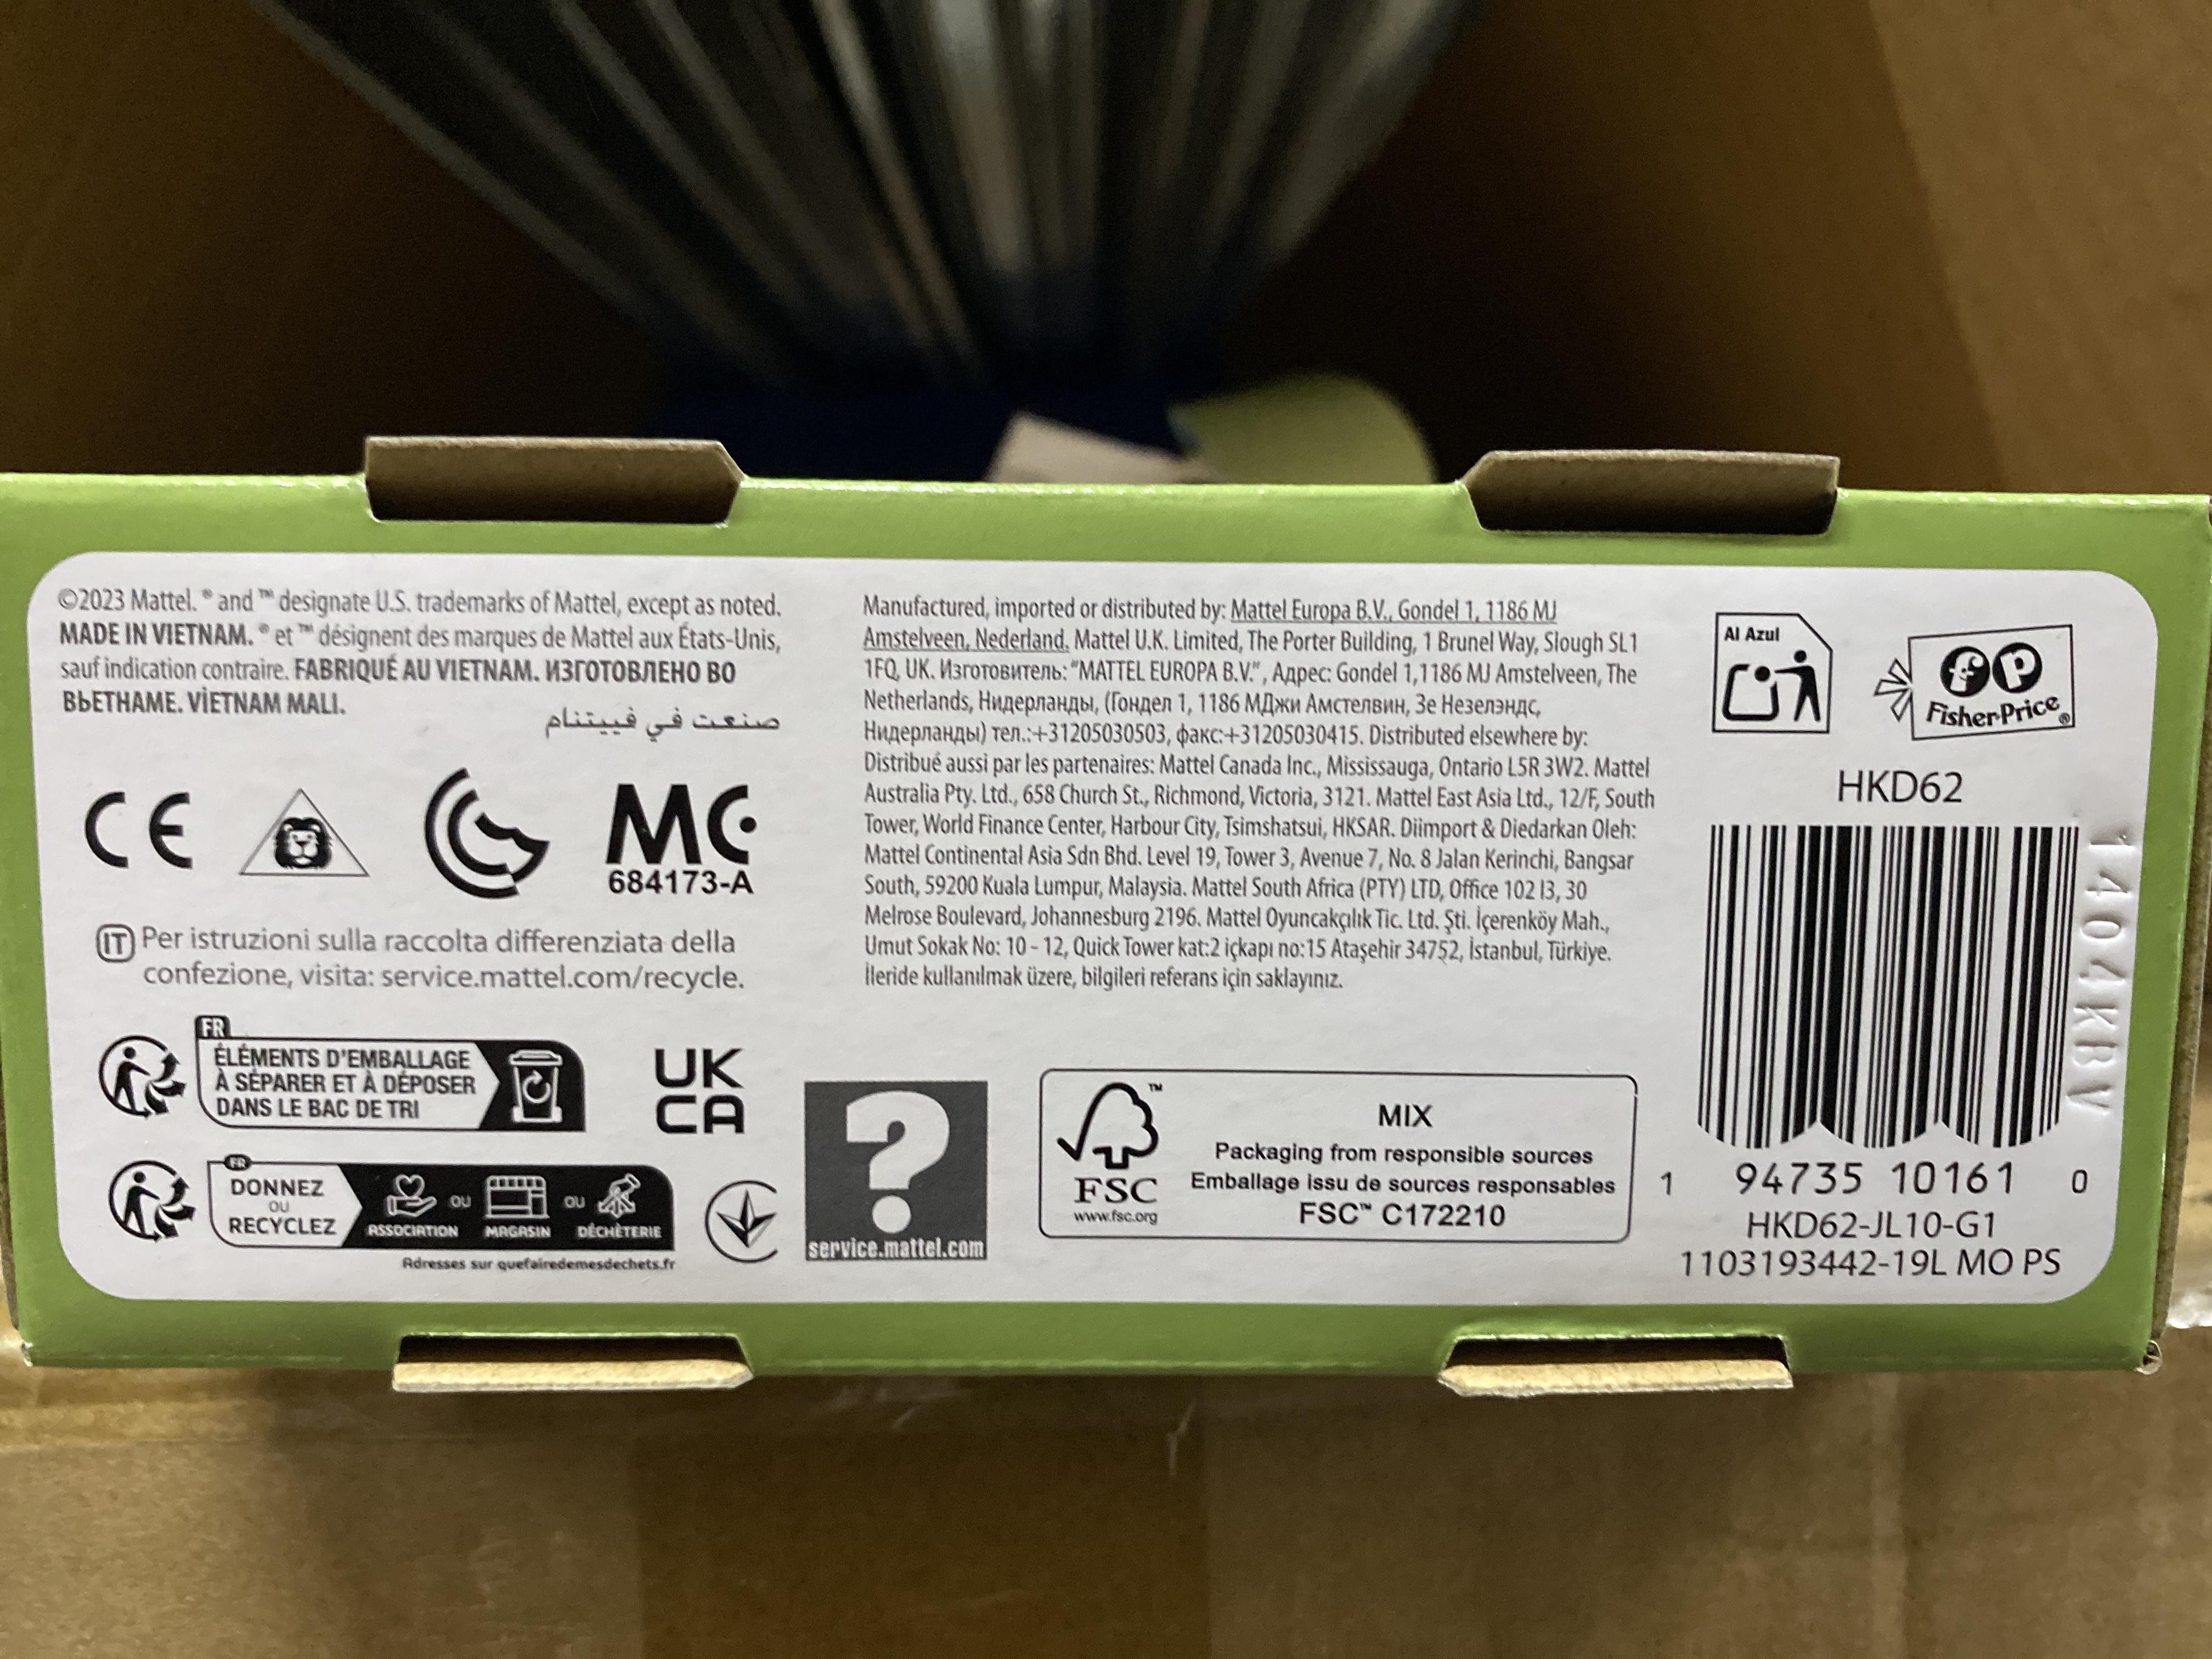 ©2023 Mattel. ® and ™ designate U.S. trademarks of Mattel, except as noted.
MADE IN VIETNAM. ® et ™ désignent des marques de Mattel aux États-Unis,
sauf indication contraire. FABRIQUÉ AU VIETNAM. ИЗГОТОВЛЕНО ВО
ВЬЕТНАМЕ. VİETNAM MALI.
صنعت في فييتنام
CE
MC
684173-A
IT Per istruzioni sulla raccolta differenziata della
confezione, visita: service.mattel.com/recycle.
FR
ÉLÉMENTS D'EMBALLAGE
À SÉPARER ET À DÉPOSER
DANS LE BAC DE TRI
UK
CA
FR
DONNEZ
OU
RECYCLEZ
ASSOCIATION OU MAGASIN OU DÉCHÈTERIE
Adresses sur quefairedemesdechets.fr
?
service.mattel.com
Manufactured, imported or distributed by: Mattel Europa B.V., Gondel 1, 1186 MJ
Amstelveen, Nederland. Mattel U.K. Limited, The Porter Building, 1 Brunel Way, Slough SL1
1FQ, UK. Изготовитель: "MATTEL EUROPA B.V.", Адрес: Gondel 1,1186 MJ Amstelveen, The
Netherlands, Нидерланды, (Гондел 1, 1186 МДжи Амстелвин, Зе Незелэндс,
Нидерланды) тел.:+31205030503, факс:+31205030415. Distributed elsewhere by:
Distribué aussi par les partenaires: Mattel Canada Inc., Mississauga, Ontario L5R 3W2. Mattel
Australia Pty. Ltd., 658 Church St., Richmond, Victoria, 3121. Mattel East Asia Ltd., 12/F, South
Tower, World Finance Center, Harbour City, Tsimshatsui, HKSAR. Diimport & Diedarkan Oleh:
Mattel Continental Asia Sdn Bhd. Level 19, Tower 3, Avenue 7, No. 8 Jalan Kerinchi, Bangsar
South, 59200 Kuala Lumpur, Malaysia. Mattel South Africa (PTY) LTD, Office 102 I3, 30
Melrose Boulevard, Johannesburg 2196. Mattel Oyuncakçılık Tic. Ltd. Şti. İçerenköy Mah.,
Umut Sokak No: 10 - 12, Quick Tower kat:2 içkapı no:15 Ataşehir 34752, İstanbul, Türkiye.
İleride kullanılmak üzere, bilgileri referans için saklayınız.
™
FSC
www.fsc.org
MIX
Packaging from responsible sources
Emballage issu de sources responsables
FSC™ C172210
Al Azul
fp
Fisher-Price®
HKD62
1404KBV
1 94735 10161 0
HKD62-JL10-G1
1103193442-19L MO PS